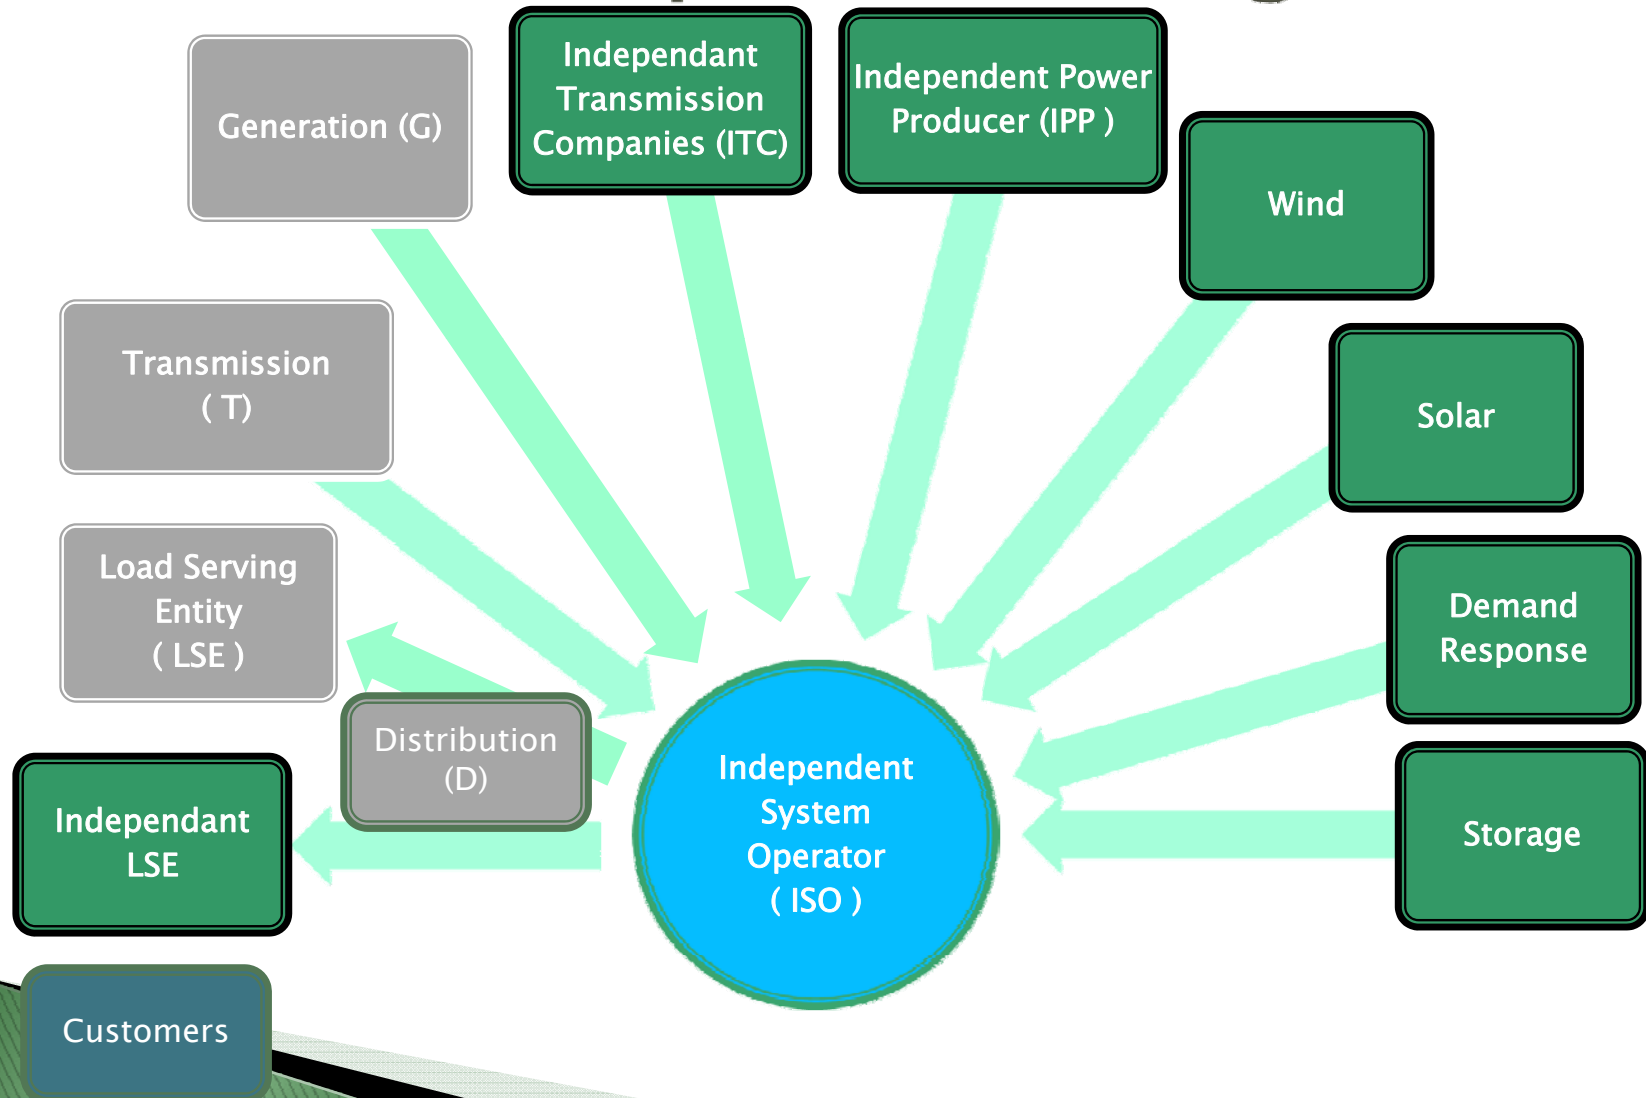 Generation (G)
Independant
Transmission
Companies (ITC)
Independent Power
Producer (IPP )
Wind
Transmission
( T)
Solar
Load Serving
Entity
( LSE )
Demand
Response
Distribution
(D)
Independent
System
Operator
( ISO )
Independant
LSE
Storage
Customers